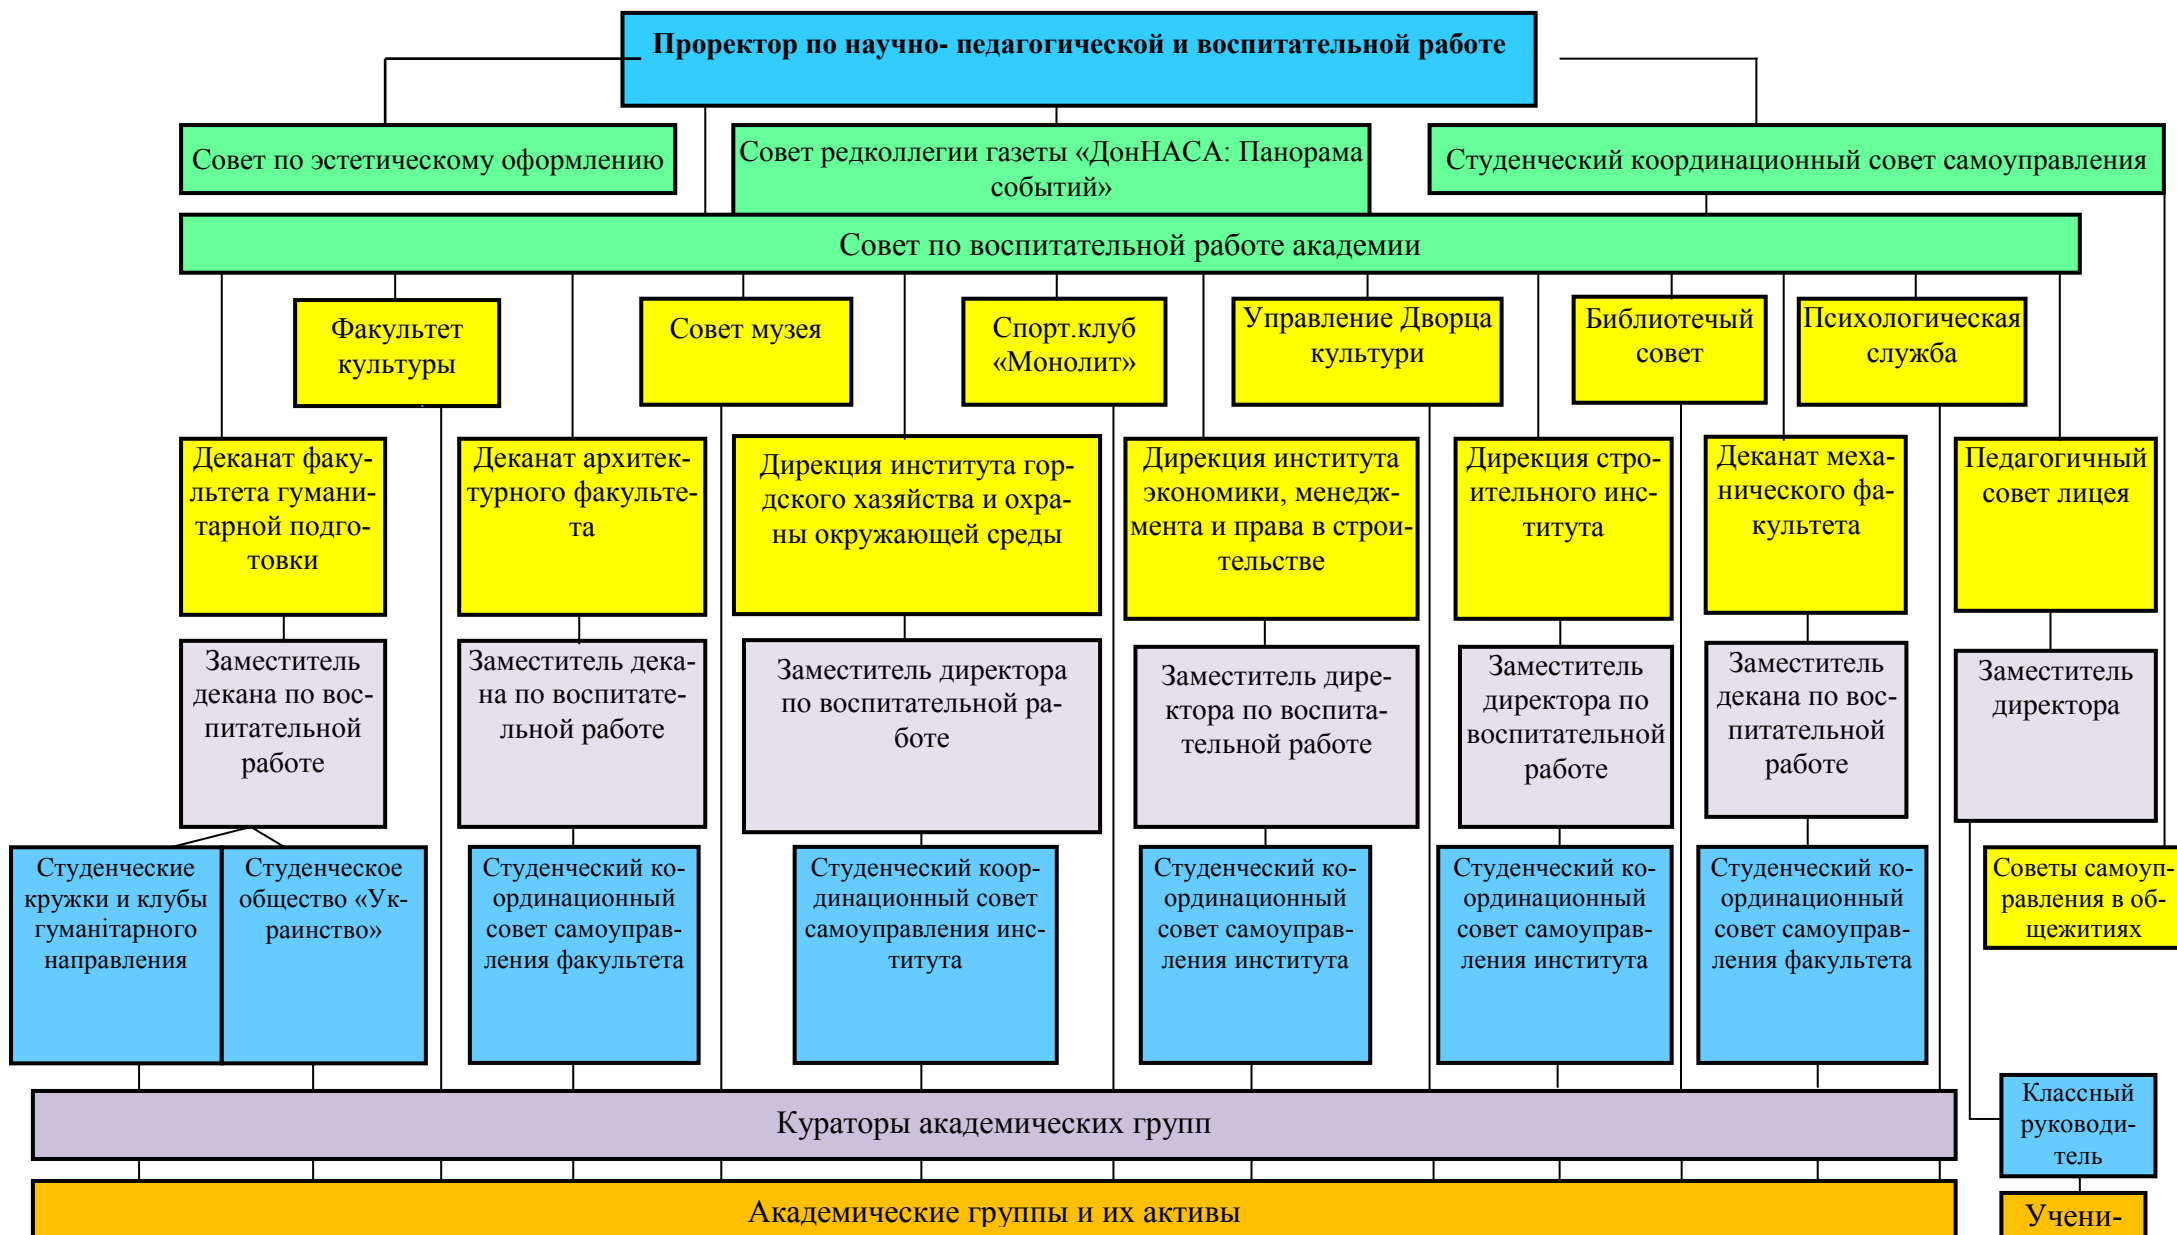 Проректор по научно- педагогической и воспитательной работе
Совет по эстетическому оформлению
Совет редколлегии газеты «ДонНАСА: Панорама
событий»
Студенческий координационный совет самоуправления
Совет по воспитательной работе академии
Факультет
культуры
Совет музея
Спорт.клуб
«Монолит»
Управление Дворца
культури
Библиотечый
совет
Психологическая
служба
Деканат факу-
льтета гумани-
тарной подго-
товки
Деканат архитек-
турного факульте-
та
Дирекция института гор-
дского хазяйства и охра-
ны окружающей среды
Дирекция института
экономики, менедж-
мента и права в строи-
тельстве
Дирекция стро-
ительного инс-
титута
Деканат меха-
нического фа-
культета
Педагогичный
совет лицея
Заместитель
декана по вос-
питательной
работе
Заместитель дека-
на по воспитате-
льной работе
Заместитель директора
по воспитательной ра-
боте
Заместитель дире-
ктора по воспита-
тельной работе
Заместитель
директора по
воспитательной
работе
Заместитель
декана по вос-
питательной
работе
Заместитель
директора
Студенческие
кружки и клубы
гуманітарного
направления
Студенческое
общество «Ук-
раинство»
Студенческий ко-
ординационный
совет самоуправ-
ления факультета
Студенческий коор-
динационный совет
самоуправления инс-
титута
Студенческий ко-
ординационный
совет самоуправ-
ления института
Студенческий ко-
ординационный
совет самоуправ-
ления института
Студенческий ко-
ординационный
совет самоуправ-
ления факультета
Советы самоуп-
равления в об-
щежитиях
Кураторы академических групп
Классный
руководи-
тель
Академические группы и их активы
Учени-